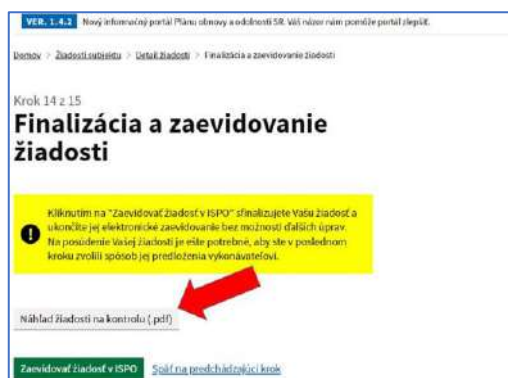 VER. 1.4.2 Nový informačný portál Plánu obnovy a odolnosti SR. Váš názor nám pomôže portál zlepšiť.
Domov > Žiadosti subjektu > Detail žiadosti > Finalizácia a zaevidovanie žiadosti
Krok 14 z 15
Finalizácia a zaevidovanie
žiadosti
Kliknutím na "Zaevidovať žiadosť v ISPO" sfinalizujete Vašu žiadosť a
ukončíte jej elektronické zaevidovanie bez možnosti ďalších úprav.
Na posúdenie Vašej žiadosti je ešte potrebné, aby ste v poslednom
kroku zvolili spôsob jej predloženia vykonávateľovi.
Náhľad žiadosti na kontrolu (.pdf)
Zaevidovať žiadosť v ISPO Späť na predchádzajúci krok